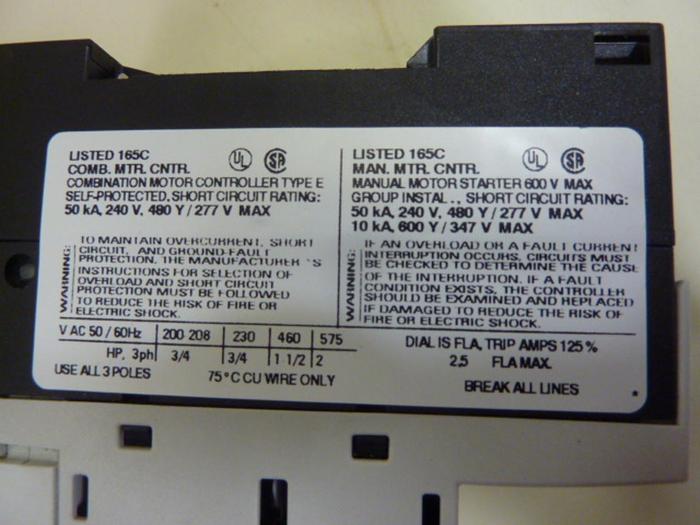 LISTED 165C
COMB. MTR. CNTR.
COMBINATION MOTOR CONTROLLER TYPE E
SELF-PROTECTED, SHORT CIRCUIT RATING:
50 kA, 240 V, 480 Y / 277 V MAX
UL SA
WARNING:
TO MAINTAIN OVERCURRENT, SHORT
CIRCUIT, AND GROUND-FAULT
PROTECTION, THE MANUFACTURER 'S
INSTRUCTIONS FOR SELECTION OF
OVERLOAD AND SHORT CIRCUIT
PROTECTION MUST BE FOLLOWED
TO REDUCE THE RISK OF FIRE OR
ELECTRIC SHOCK.
V AC 50 / 60Hz 200 208 230 460 575
HP, 3ph 3/4 3/4 1 1/2 2
USE ALL 3 POLES 75°C CU WIRE ONLY
LISTED 165C
MAN. MTR. CNTR.
MANUAL MOTOR STARTER 600 V MAX
GROUP INSTAL ., SHORT CIRCUIT RATING:
50 kA, 240 V, 480 Y / 277 V MAX
10 kA, 600 Y / 347 V MAX
UL SA
WARNING:
IF AN OVERLOAD OR A FAULT CURRENT
INTERRUPTION OCCURS, CIRCUITS MUST
BE CHECKED TO DETERMINE THE CAUSE
OF THE INTERRUPTION. IF A FAULT
CONDITION EXISTS, THE CONTROLLER
SHOULD BE EXAMINED AND REPLACED
IF DAMAGED TO REDUCE THE RISK OF
FIRE OR ELECTRIC SHOCK.
DIAL IS FLA, TRIP AMPS 125 %
2,5 FLA MAX.
BREAK ALL LINES